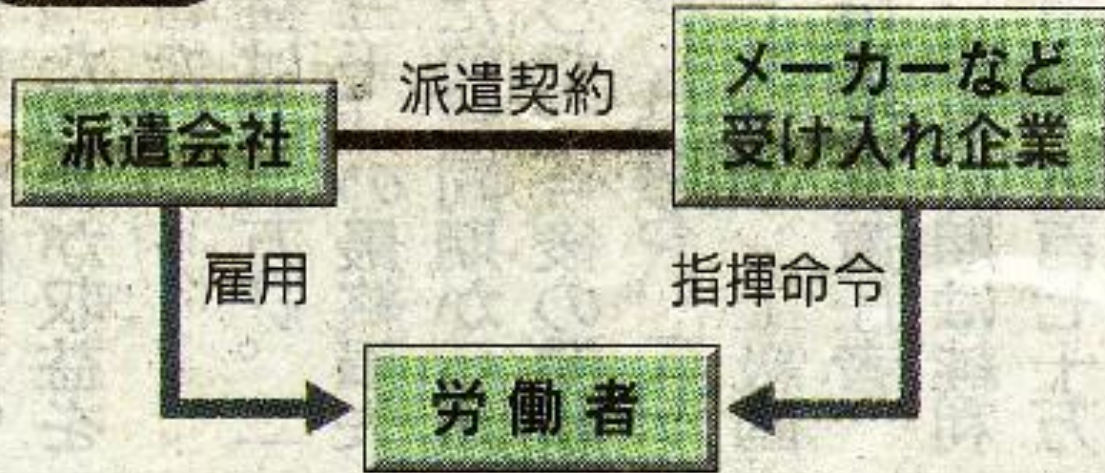 派遣会社
派遣契約
メーカーなど
受け入れ企業
雇用
指揮命令
労働者